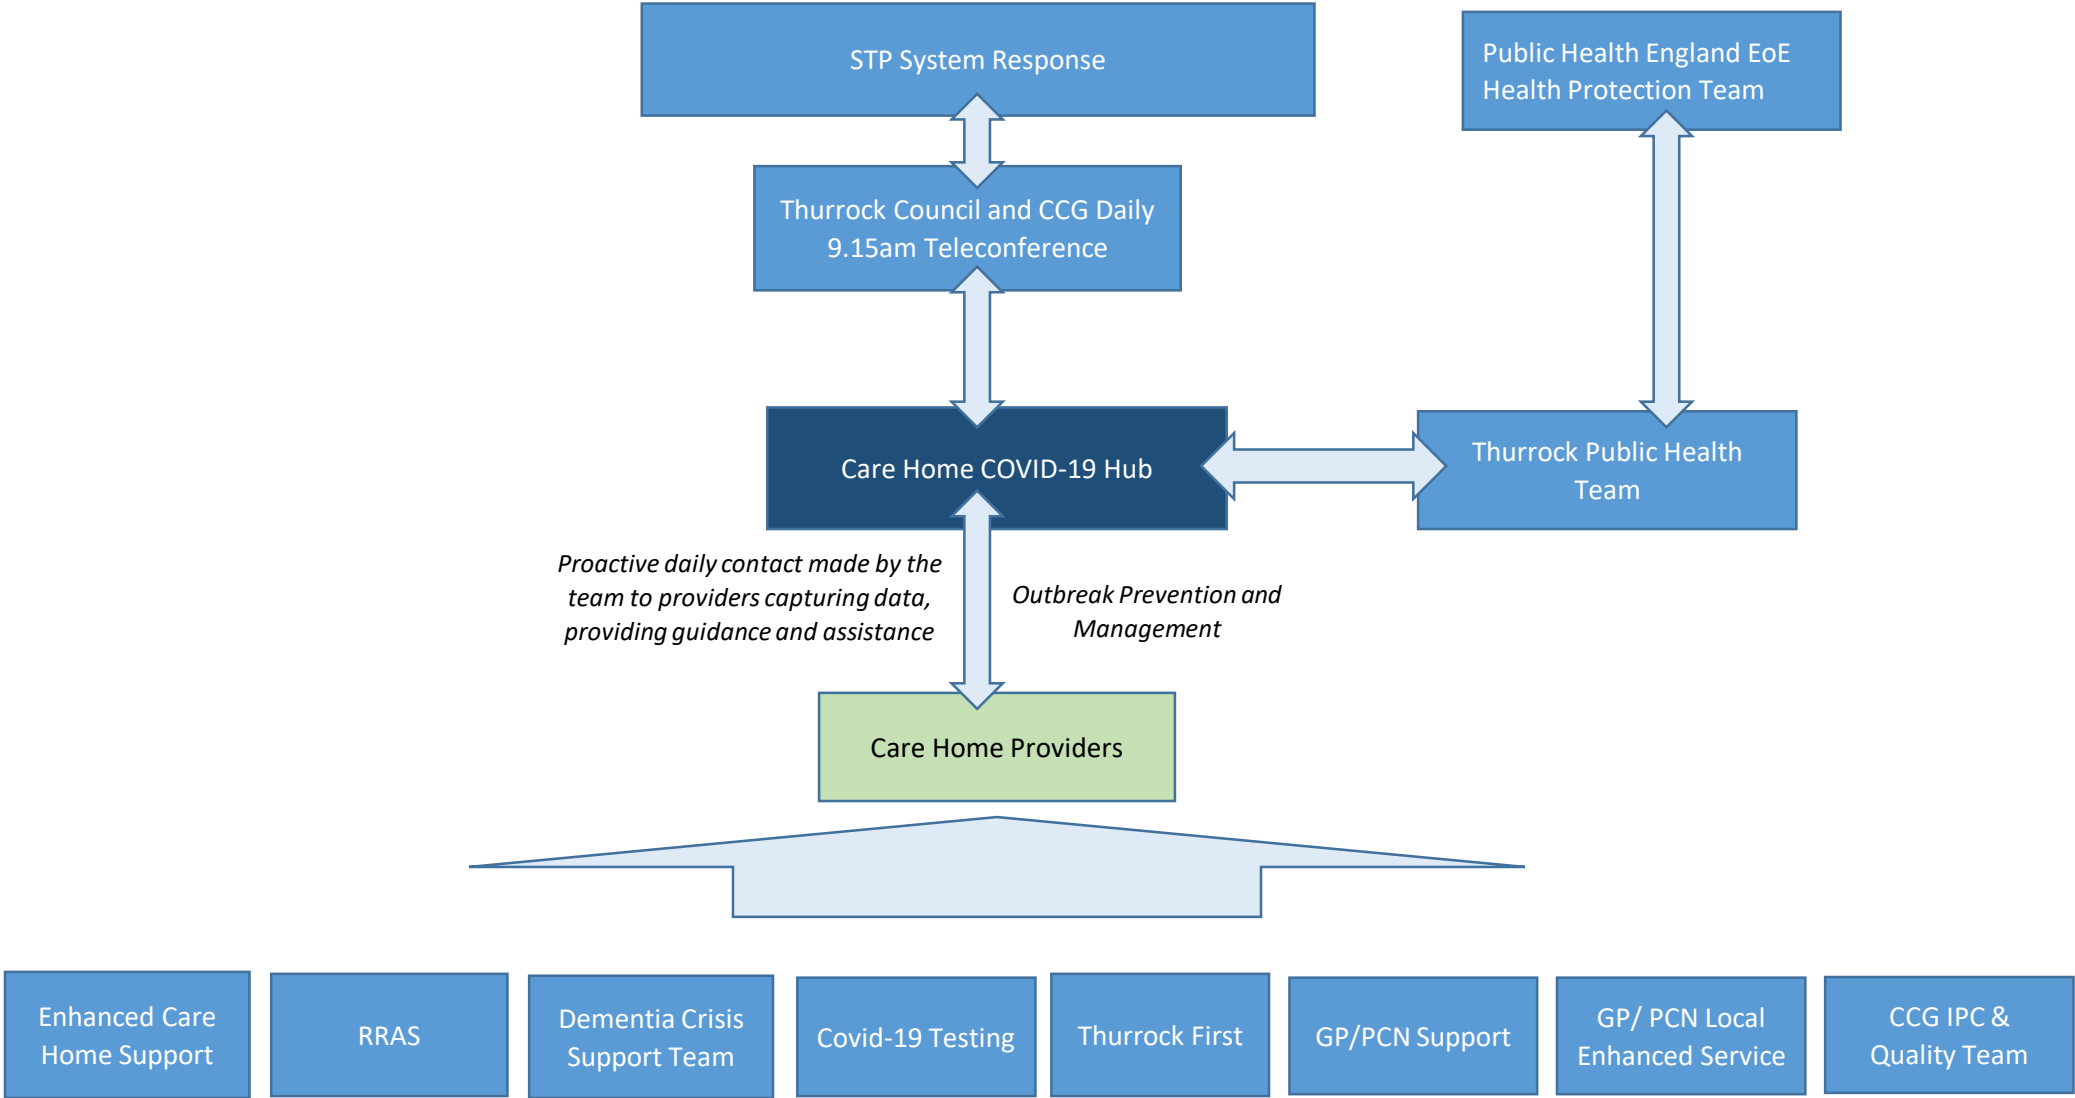 STP System Response
Public Health England EoE
Health Protection Team
Thurrock Council and CCG Daily
9.15am Teleconference
Care Home COVID-19 Hub
Thurrock Public Health
Team
Proactive daily contact made by the
team to providers capturing data,
providing guidance and assistance
Outbreak Prevention and
Management
Care Home Providers
Enhanced Care
Home Support
RRAS
Dementia Crisis
Support Team
Covid-19 Testing
Thurrock First
GP/PCN Support
GP/ PCN Local
Enhanced Service
CCG IPC &
Quality Team